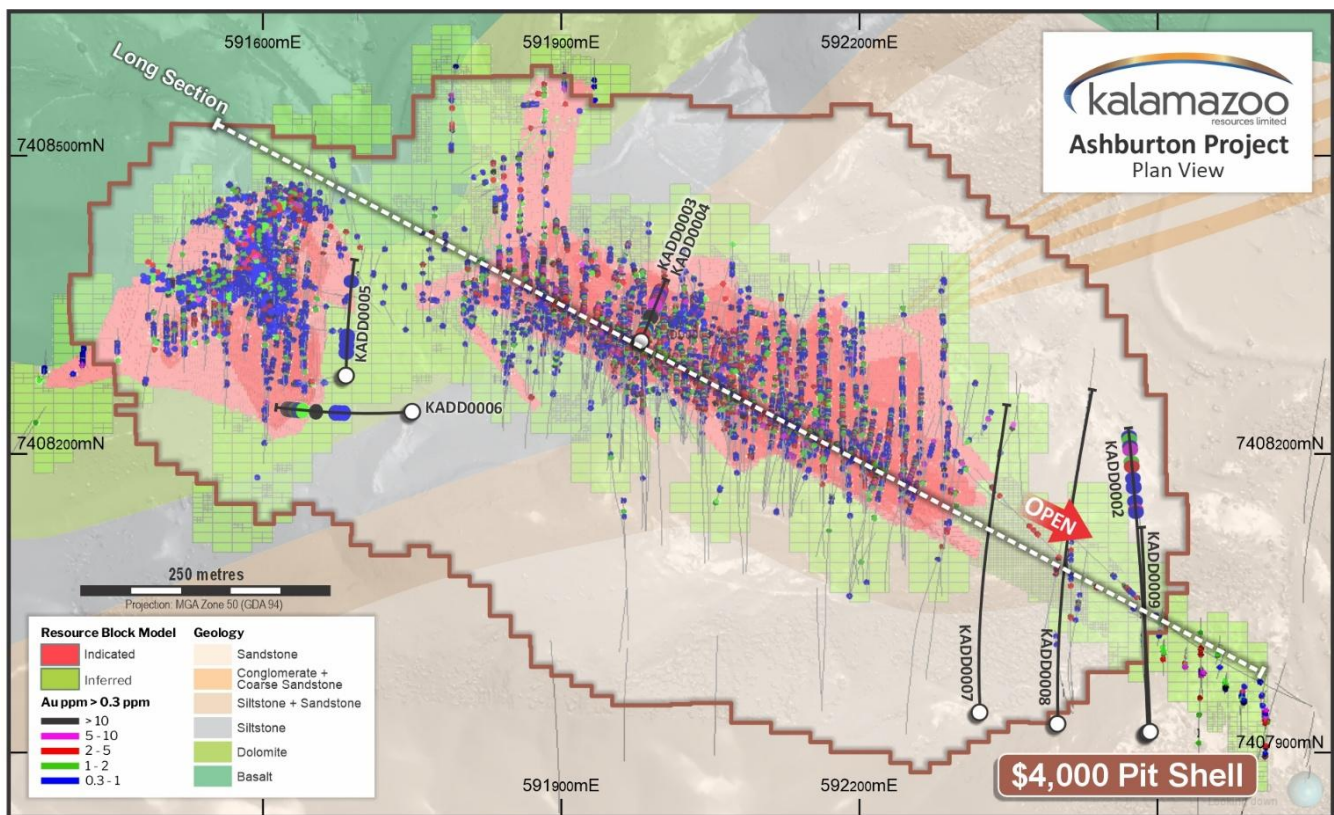 591600mE
591900mE
592200mE
Long Section
kalamazoo
resources limited
Ashburton Project
Plan View
7408500mN
KADD0003
KADD0004
KADD0005
KADD0006
7408200mN
7408200mN
KADD0002
OPEN
KADD0009
KADD0007
KADD0008
250 metres
Projection: MGA Zone 50 (GDA 94)
Resource Block Model
Indicated
Inferred
Au ppm > 0.3 ppm
> 10
5 - 10
2 - 5
1 - 2
0.3 - 1
Geology
Sandstone
Conglomerate +
Coarse Sandstone
Siltstone + Sandstone
Siltstone
Dolomite
Basalt
7407900mN
$4,000 Pit Shell
591900mE
592200mE
Looking down